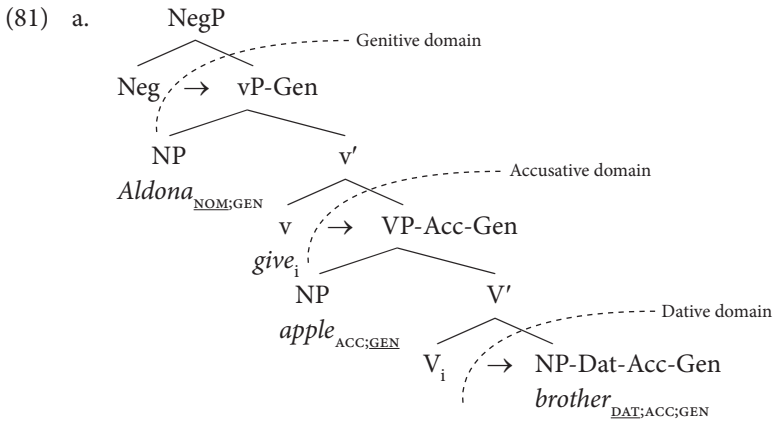 (81) a. NegP
Genitive domain
Neg → vP-Gen
NP v′
Aldona NOM;GEN
Accusative domain
v → VP-Acc-Gen
give i
NP V′
apple ACC;GEN
Dative domain
V i → NP-Dat-Acc-Gen
brother DAT;ACC;GEN